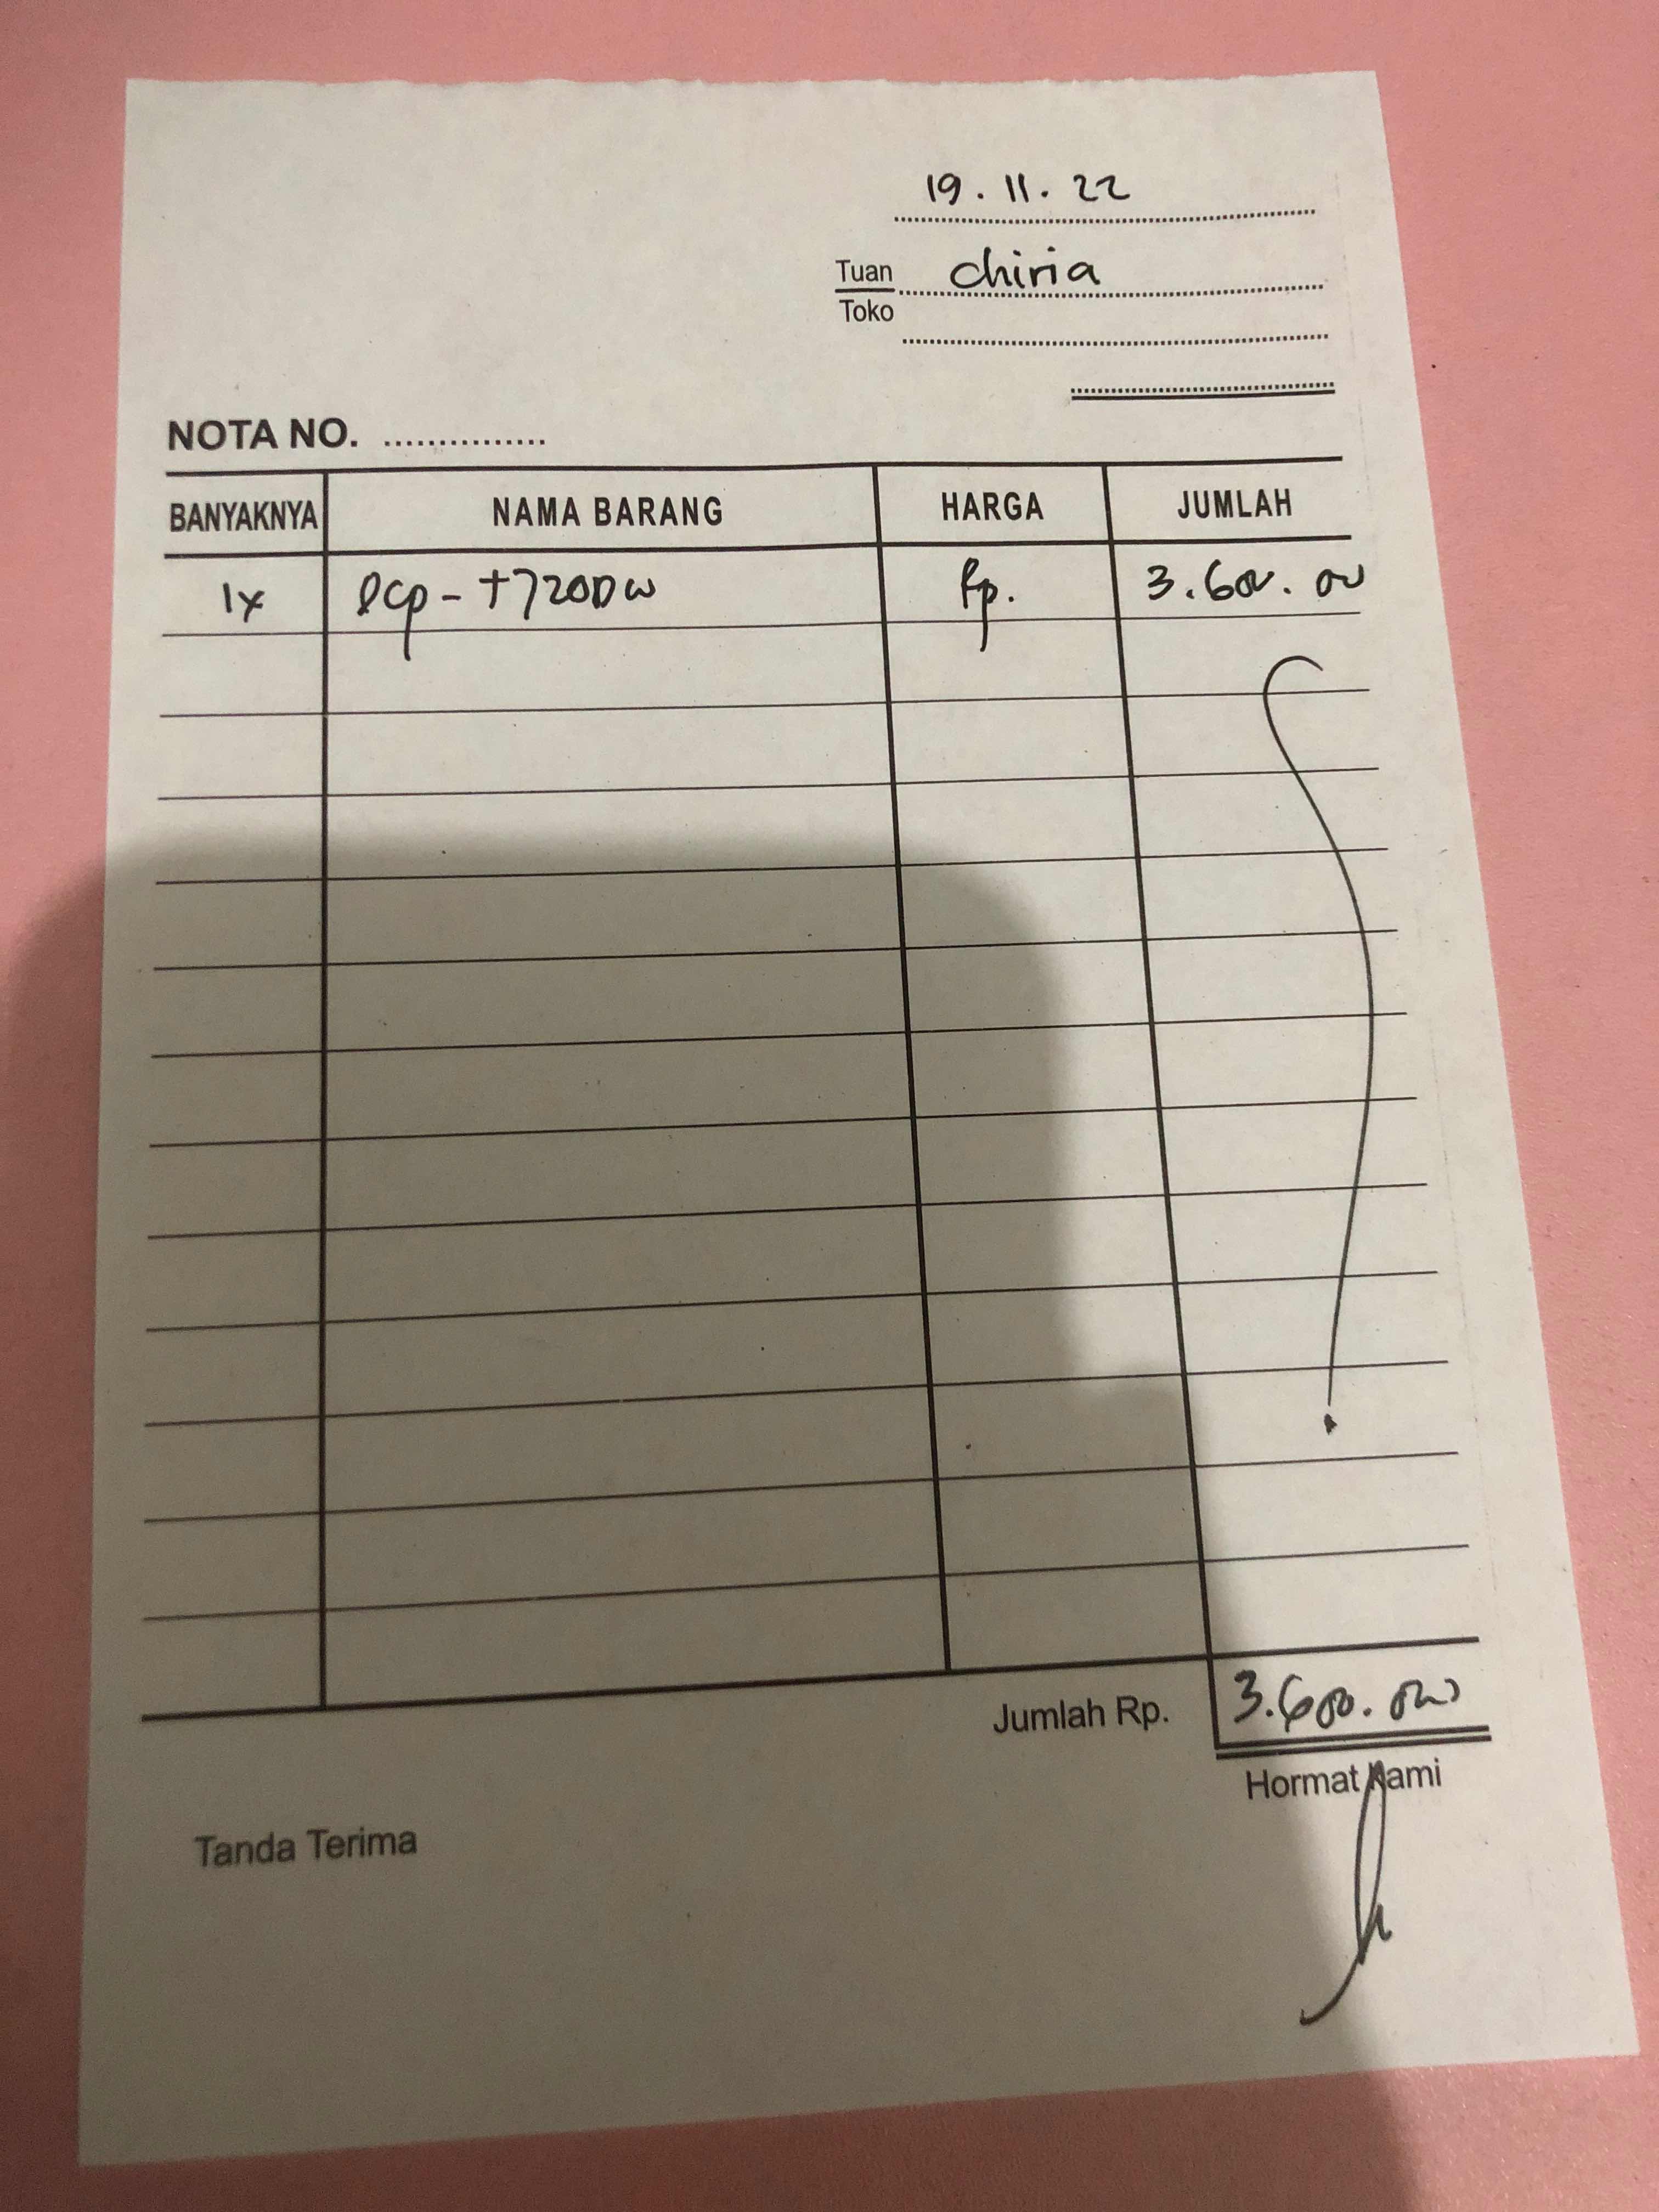 19.11.22
Tuan chiria
Toko
NOTA NO. ...............
BANYAKNYA NAMA BARANG HARGA JUMLAH
1x DCP-T720DW Rp. 3.600.000
Jumlah Rp. 3.600.000
Hormat Kami
Tanda Terima